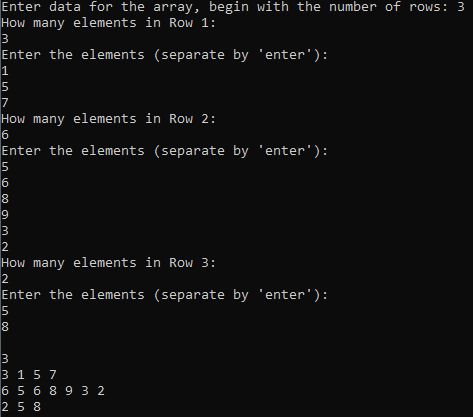 Enter data for the array, begin with the number of rows: 3
How many elements in Row 1:
3
Enter the elements (separate by 'enter'):
1
5
7
How many elements in Row 2:
6
Enter the elements (separate by 'enter'):
5
6
8
9
3
2
How many elements in Row 3:
2
Enter the elements (separate by 'enter'):
5
8
3
3 1 5 7
6 5 6 8 9 3 2
2 5 8